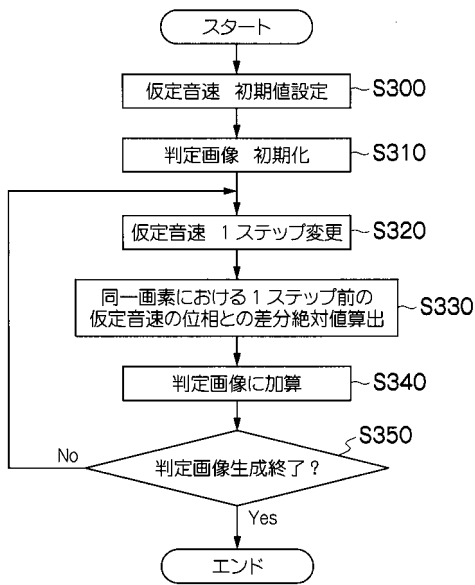 スタート
仮定音速 初期値設定
S300
判定画像 初期化
S310
仮定音速 1ステップ変更
S320
同一画素における1ステップ前の
仮定音速の位相との差分絶対値算出
S330
判定画像に加算
S340
S350
判定画像生成終了?
No
Yes
エンド